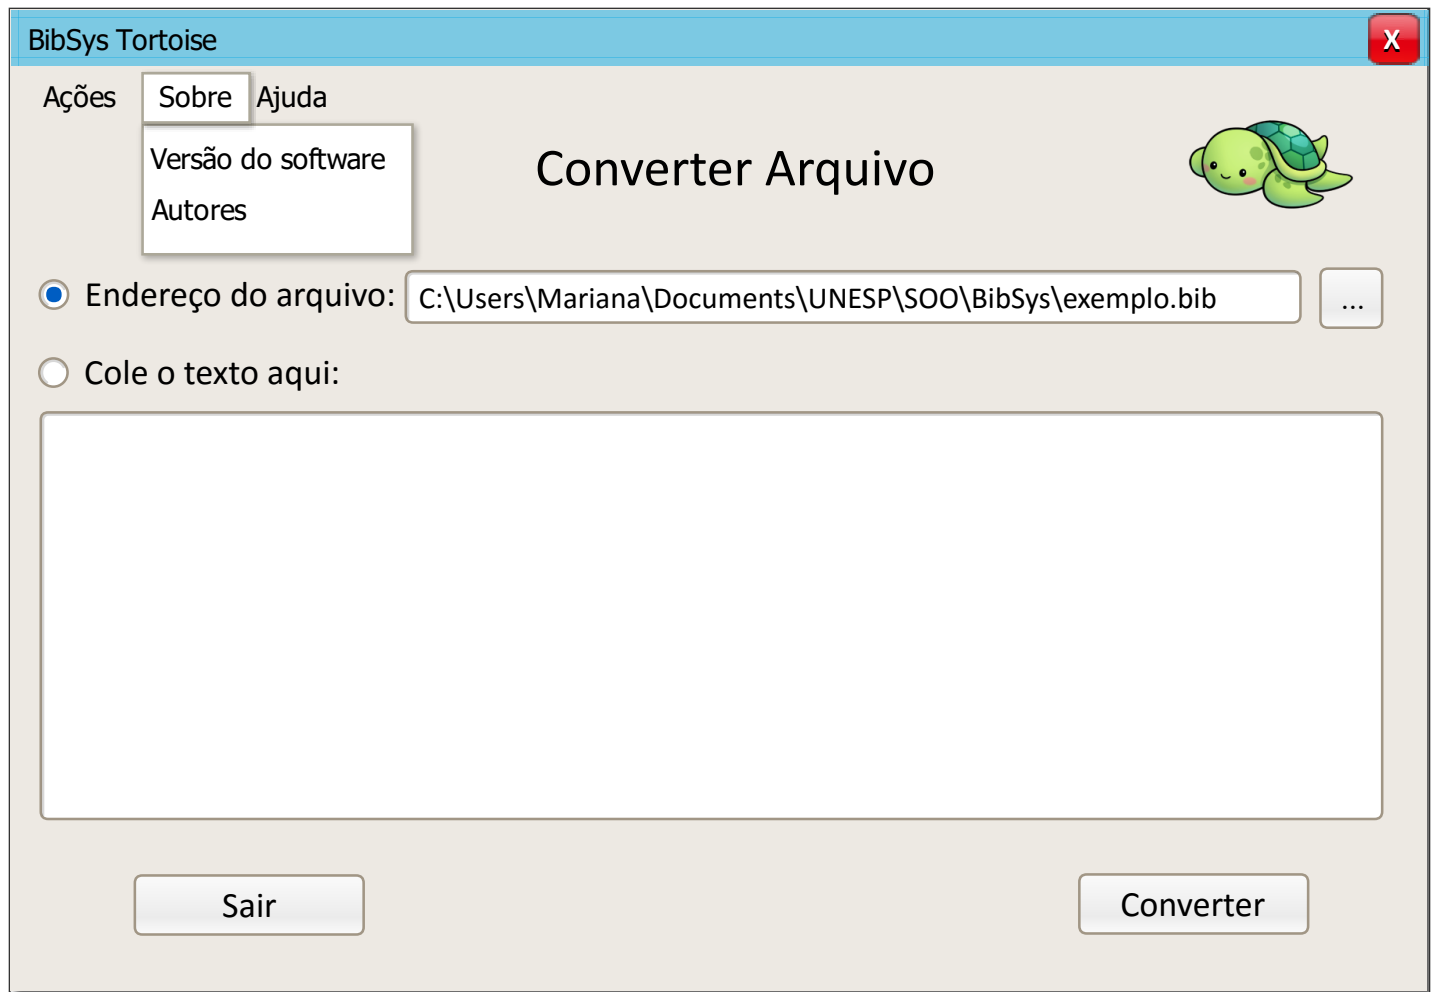 BibSys Tortoise
X
Ações Sobre Ajuda
Versão do software
Autores
Converter Arquivo
Endereço do arquivo: C:\Users\Mariana\Documents\UNESP\SOO\BibSys\exemplo.bib ...
Cole o texto aqui:
Sair Converter